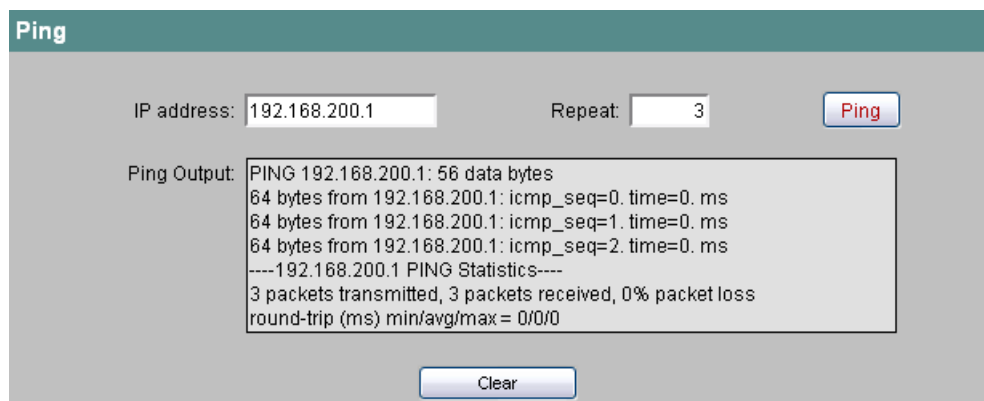 Ping
IP address: 192.168.200.1 Repeat: 3 Ping
Ping Output: PING 192.168.200.1: 56 data bytes
64 bytes from 192.168.200.1: icmp_seq=0. time=0. ms
64 bytes from 192.168.200.1: icmp_seq=1. time=0. ms
64 bytes from 192.168.200.1: icmp_seq=2. time=0. ms
----192.168.200.1 PING Statistics----
3 packets transmitted, 3 packets received, 0% packet loss
round-trip (ms) min/avg/max = 0/0/0
Clear